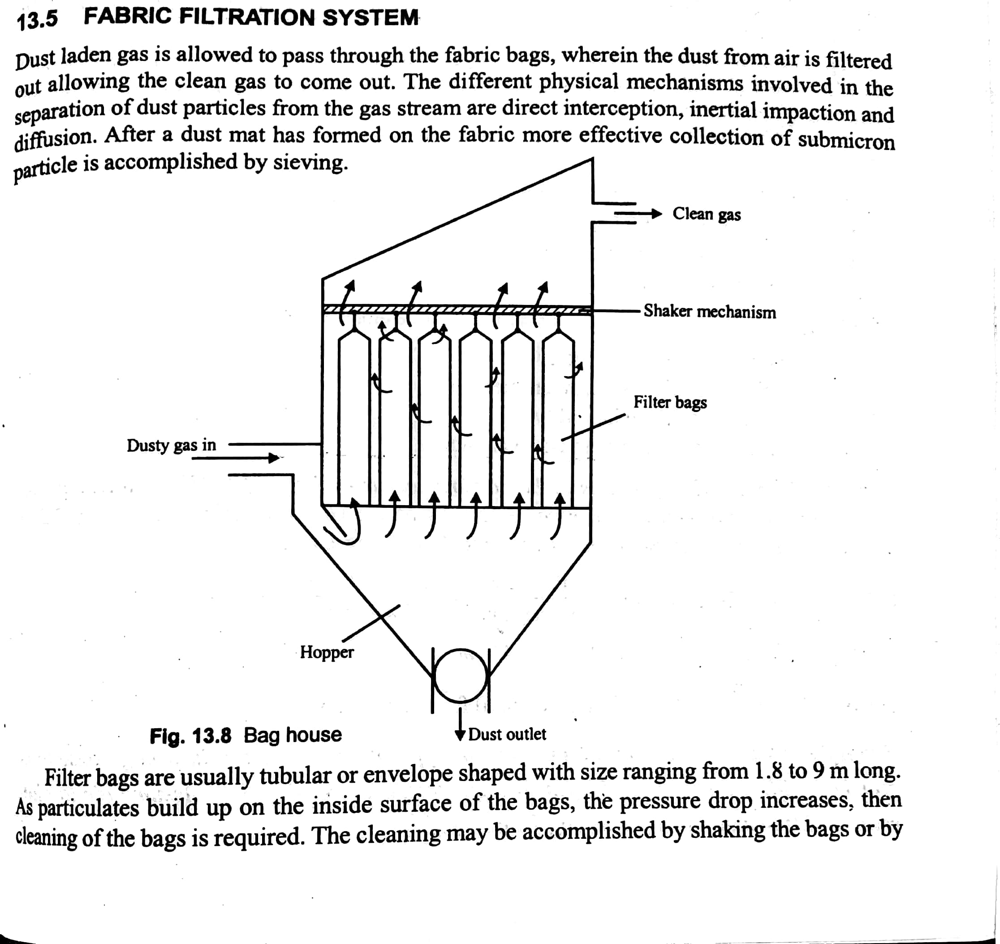 13.5 FABRIC FILTRATION SYSTEM
Dust laden gas is allowed to pass through the fabric bags, wherein the dust from air is filtered
out allowing the clean gas to come out. The different physical mechanisms involved in the
separation of dust particles from the gas stream are direct interception, inertial impaction and
diffusion. After a dust mat has formed on the fabric more effective collection of submicron
particle is accomplished by sieving.
Clean gas
Shaker mechanism
Filter bags
Dusty gas in
Hopper
Dust outlet
Fig. 13.8 Bag house
Filter bags are usually tubular or envelope shaped with size ranging from 1.8 to 9 m long.
As particulates build up on the inside surface of the bags, the pressure drop increases, then
cleaning of the bags is required. The cleaning may be accomplished by shaking the bags or by